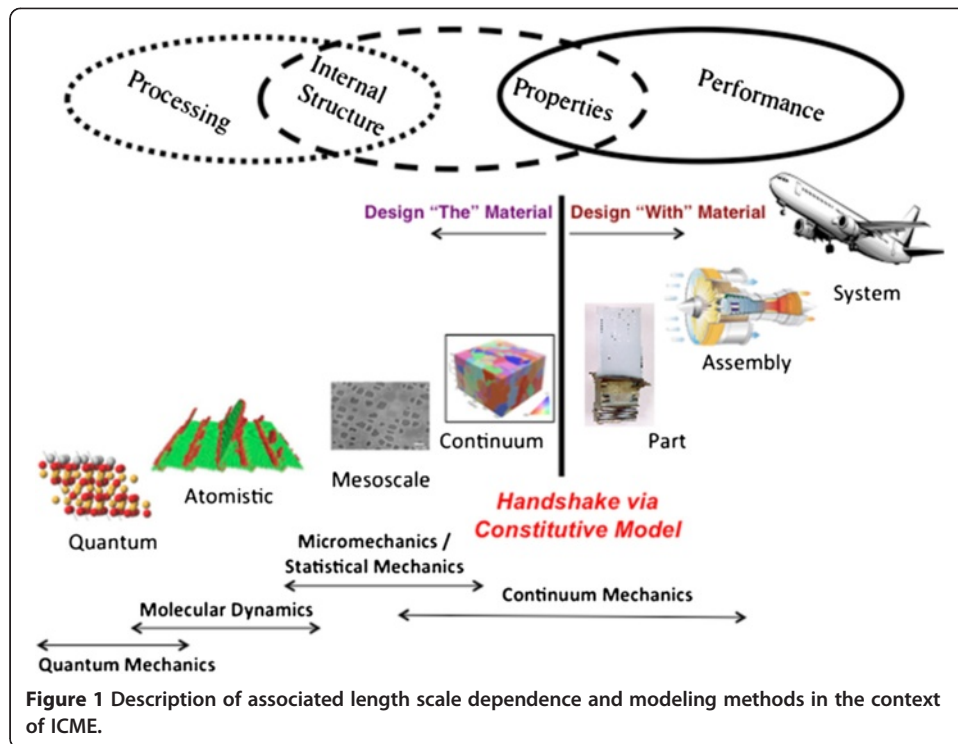 Processing
Internal
Structure
Properties
Performance
Design "The" Material
Design "With" Material
System
Assembly
Part
Continuum
Mesoscale
Atomistic
Quantum
Handshake via
Constitutive Model
Micromechanics /
Statistical Mechanics
Continuum Mechanics
Molecular Dynamics
Quantum Mechanics
Figure 1 Description of associated length scale dependence and modeling methods in the context
of ICME.